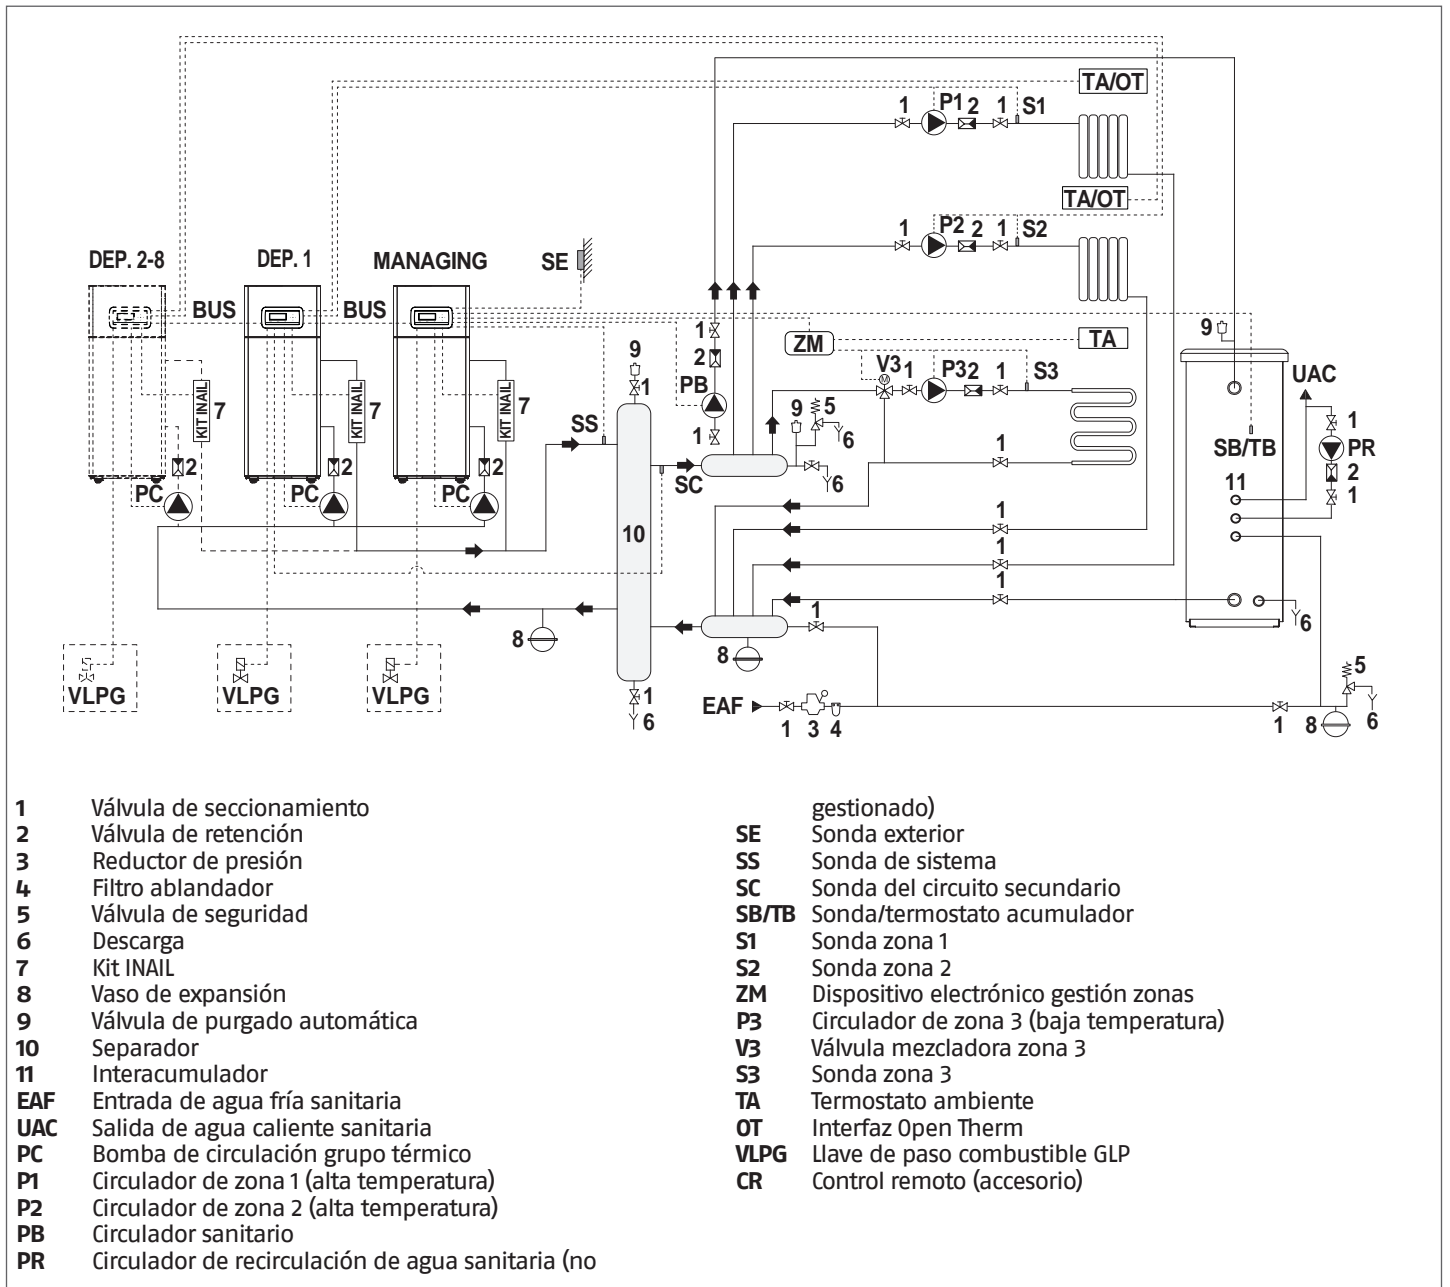 TA/OT
1 P1 2 1 S1
TA/OT
1 P2 2 1 S2
DEP. 2-8 DEP. 1 MANAGING SE
BUS BUS
1
2
PB
1
ZM
TA
V3 1 P3 2 1 S3
9
1
9 5
6
6
9
UAC
1
PR
2
1
SB/TB
11
KIT INAIL
7
KIT INAIL
7
KIT INAIL
7
SS
SC
2 2 2
PC PC PC
10
1
1
1
1
1
6
8
8
VLPG VLPG VLPG
1
6
EAF
1 3 4
1 8 6
5
1 Válvula de seccionamiento
2 Válvula de retención
3 Reductor de presión
4 Filtro ablandador
5 Válvula de seguridad
6 Descarga
7 Kit INAIL
8 Vaso de expansión
9 Válvula de purgado automática
10 Separador
11 Interacumulador
EAF Entrada de agua fría sanitaria
UAC Salida de agua caliente sanitaria
PC Bomba de circulación grupo térmico
P1 Circulador de zona 1 (alta temperatura)
P2 Circulador de zona 2 (alta temperatura)
PB Circulador sanitario
PR Circulador de recirculación de agua sanitaria (no
gestionado)
SE Sonda exterior
SS Sonda de sistema
SC Sonda del circuito secundario
SB/TB Sonda/termostato acumulador
S1 Sonda zona 1
S2 Sonda zona 2
ZM Dispositivo electrónico gestión zonas
P3 Circulador de zona 3 (baja temperatura)
V3 Válvula mezcladora zona 3
S3 Sonda zona 3
TA Termostato ambiente
OT Interfaz Open Therm
VLPG Llave de paso combustible GLP
CR Control remoto (accesorio)